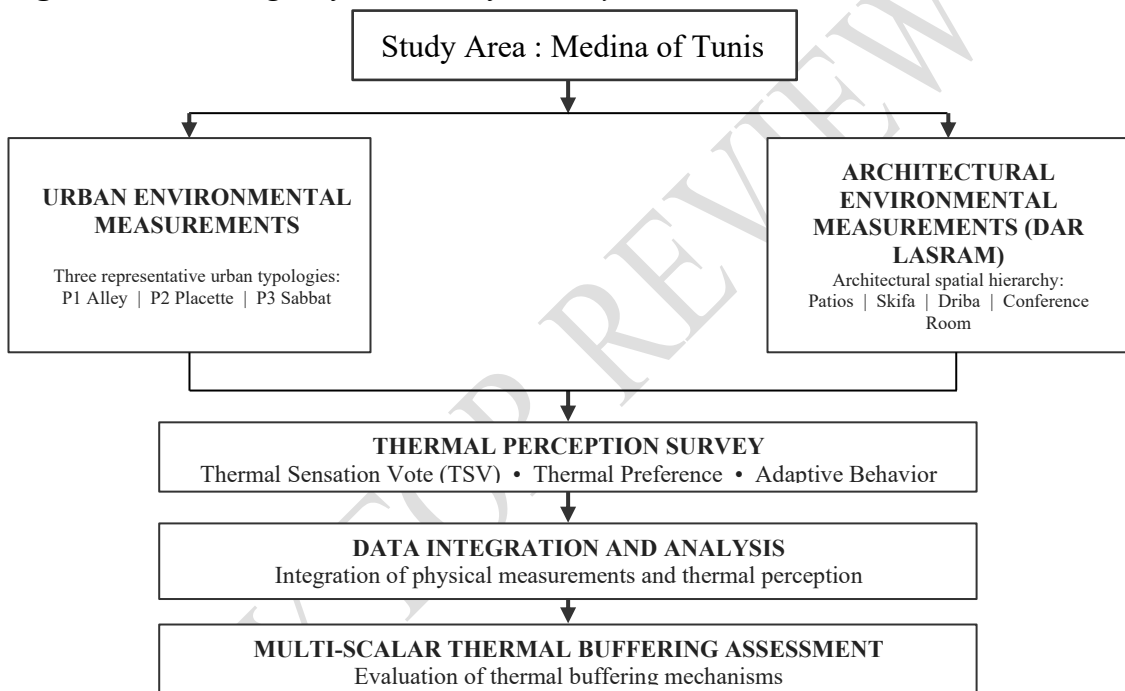 Study Area : Medina of Tunis
URBAN ENVIRONMENTAL
MEASUREMENTS
Three representative urban typologies:
P1 Alley | P2 Placette | P3 Sabbat
ARCHITECTURAL
ENVIRONMENTAL
MEASUREMENTS (DAR
LASRAM)
Architectural spatial hierarchy:
Patios | Skifa | Driba | Conference
Room
THERMAL PERCEPTION SURVEY
Thermal Sensation Vote (TSV) • Thermal Preference • Adaptive Behavior
DATA INTEGRATION AND ANALYSIS
Integration of physical measurements and thermal perception
MULTI-SCALAR THERMAL BUFFERING ASSESSMENT
Evaluation of thermal buffering mechanisms
OR REVIEW